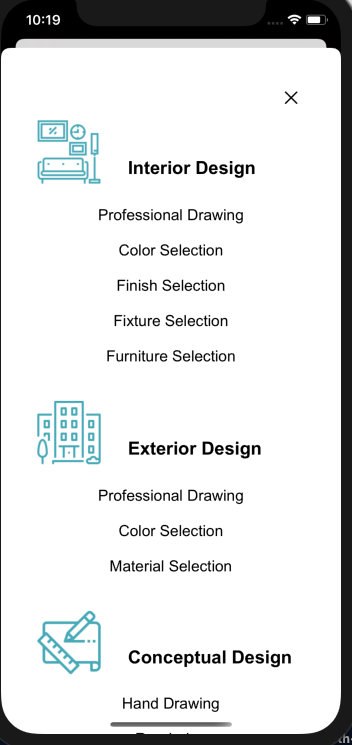 10:19
Interior Design
Professional Drawing
Color Selection
Finish Selection
Fixture Selection
Furniture Selection
Exterior Design
Professional Drawing
Color Selection
Material Selection
Conceptual Design
Hand Drawing